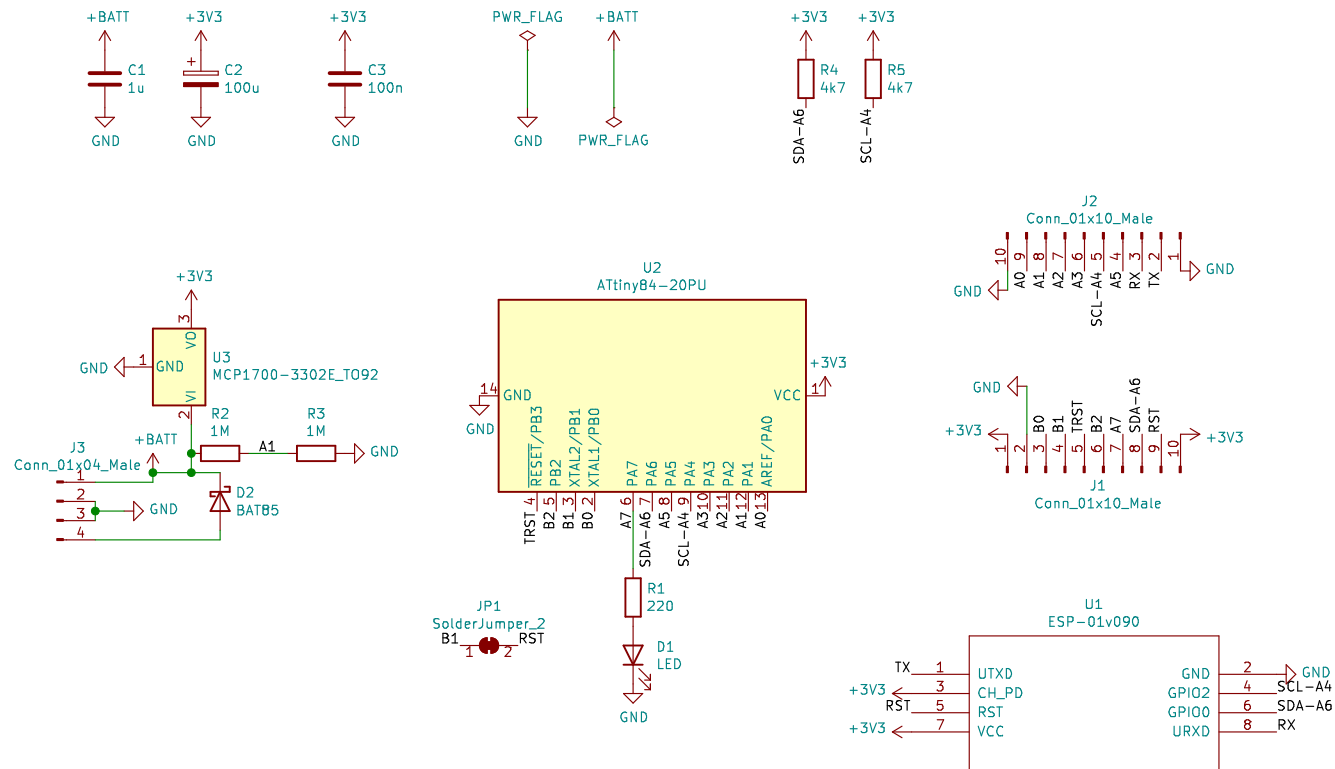 +BATT
+3V3
+3V3
PWR_FLAG
+BATT
+3V3
+3V3
C1
1u
+
C2
100u
C3
100n
R4
4k7
R5
4k7
GND
GND
GND
GND
PWR_FLAG
SDA-A6
SCL-A4
J2
Conn_01x10_Male
10
9
8
7
6
5
4
3
2
1
GND
A0
A1
A2
A3
SCL-A4
A5
RX
TX
GND
+3V3
3
VO
GND
1
GND
U3
MCP1700-3302E_TO92
VI
2
R2
1M
R3
1M
A1
GND
+BATT
J3
Conn_01x04_Male
1
2
3
4
GND
D2
BAT85
U2
ATtiny84-20PU
14
GND
GND
VCC
1
+3V3
RESET/PB3
PB2
XTAL2/PB1
XTAL1/PB0
PA7
PA6
PA5
PA4
PA3
PA2
PA1
AREF/PA0
4
5
3
2
6
7
8
9
10
11
12
13
TRST
B2
B1
B0
A7
SDA-A6
A5
SCL-A4
A3
A2
A1
A0
R1
220
D1
LED
GND
JP1
SolderJumper_2
B1
1
2
RST
GND
+3V3
B0
B1
TRST
B2
A7
SDA-A6
RST
+3V3
1
2
3
4
5
6
7
8
9
10
J1
Conn_01x10_Male
U1
ESP-01v090
TX
1
UTXD
GND
2
GND
+3V3
3
CH_PD
GPIO2
4
SCL-A4
RST
5
RST
GPIO0
6
SDA-A6
+3V3
7
VCC
URXD
8
RX